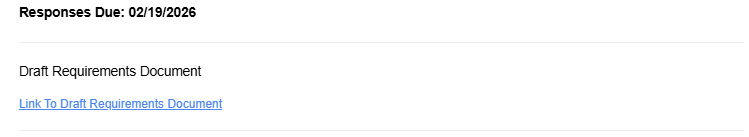 Responses Due: 02/19/2026
Draft Requirements Document
Link To Draft Requirements Document